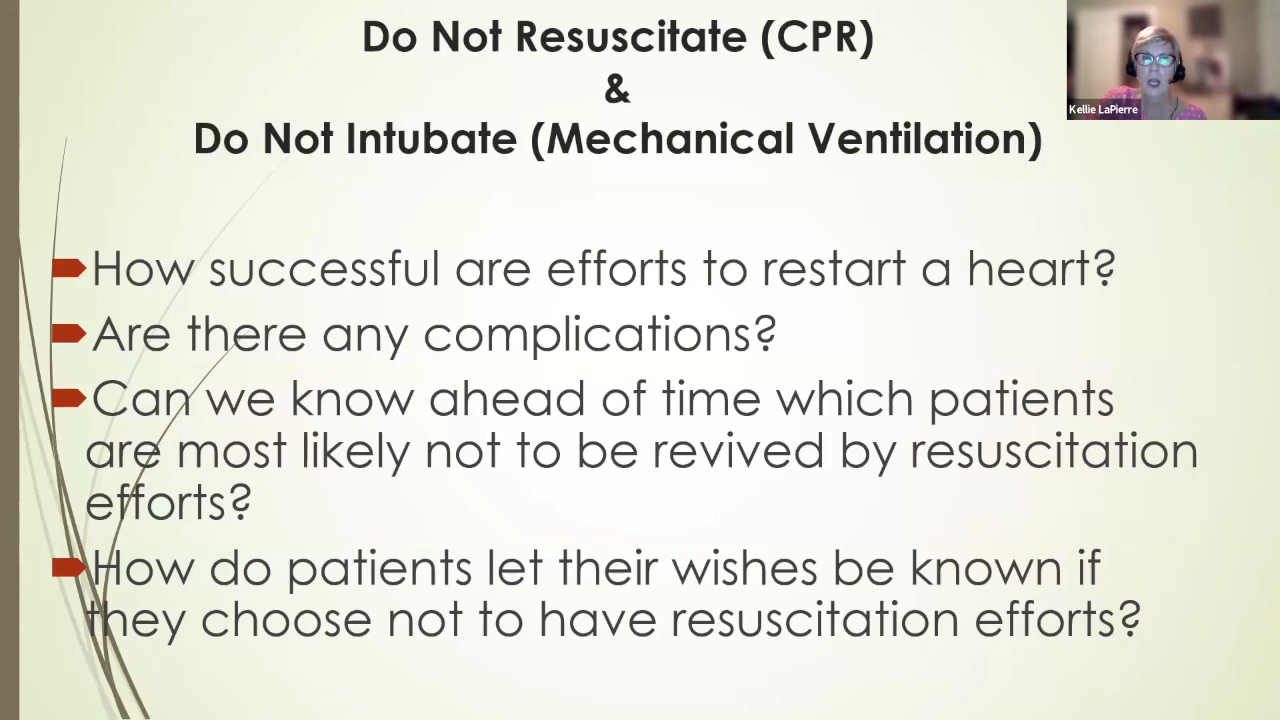 Do Not Resuscitate (CPR)
&
Do Not Intubate (Mechanical Ventilation)
Kellie LaPierre
How successful are efforts to restart a heart?
Are there any complications?
Can we know ahead of time which patients
are most likely not to be revived by resuscitation
efforts?
How do patients let their wishes be known if
they choose not to have resuscitation efforts?